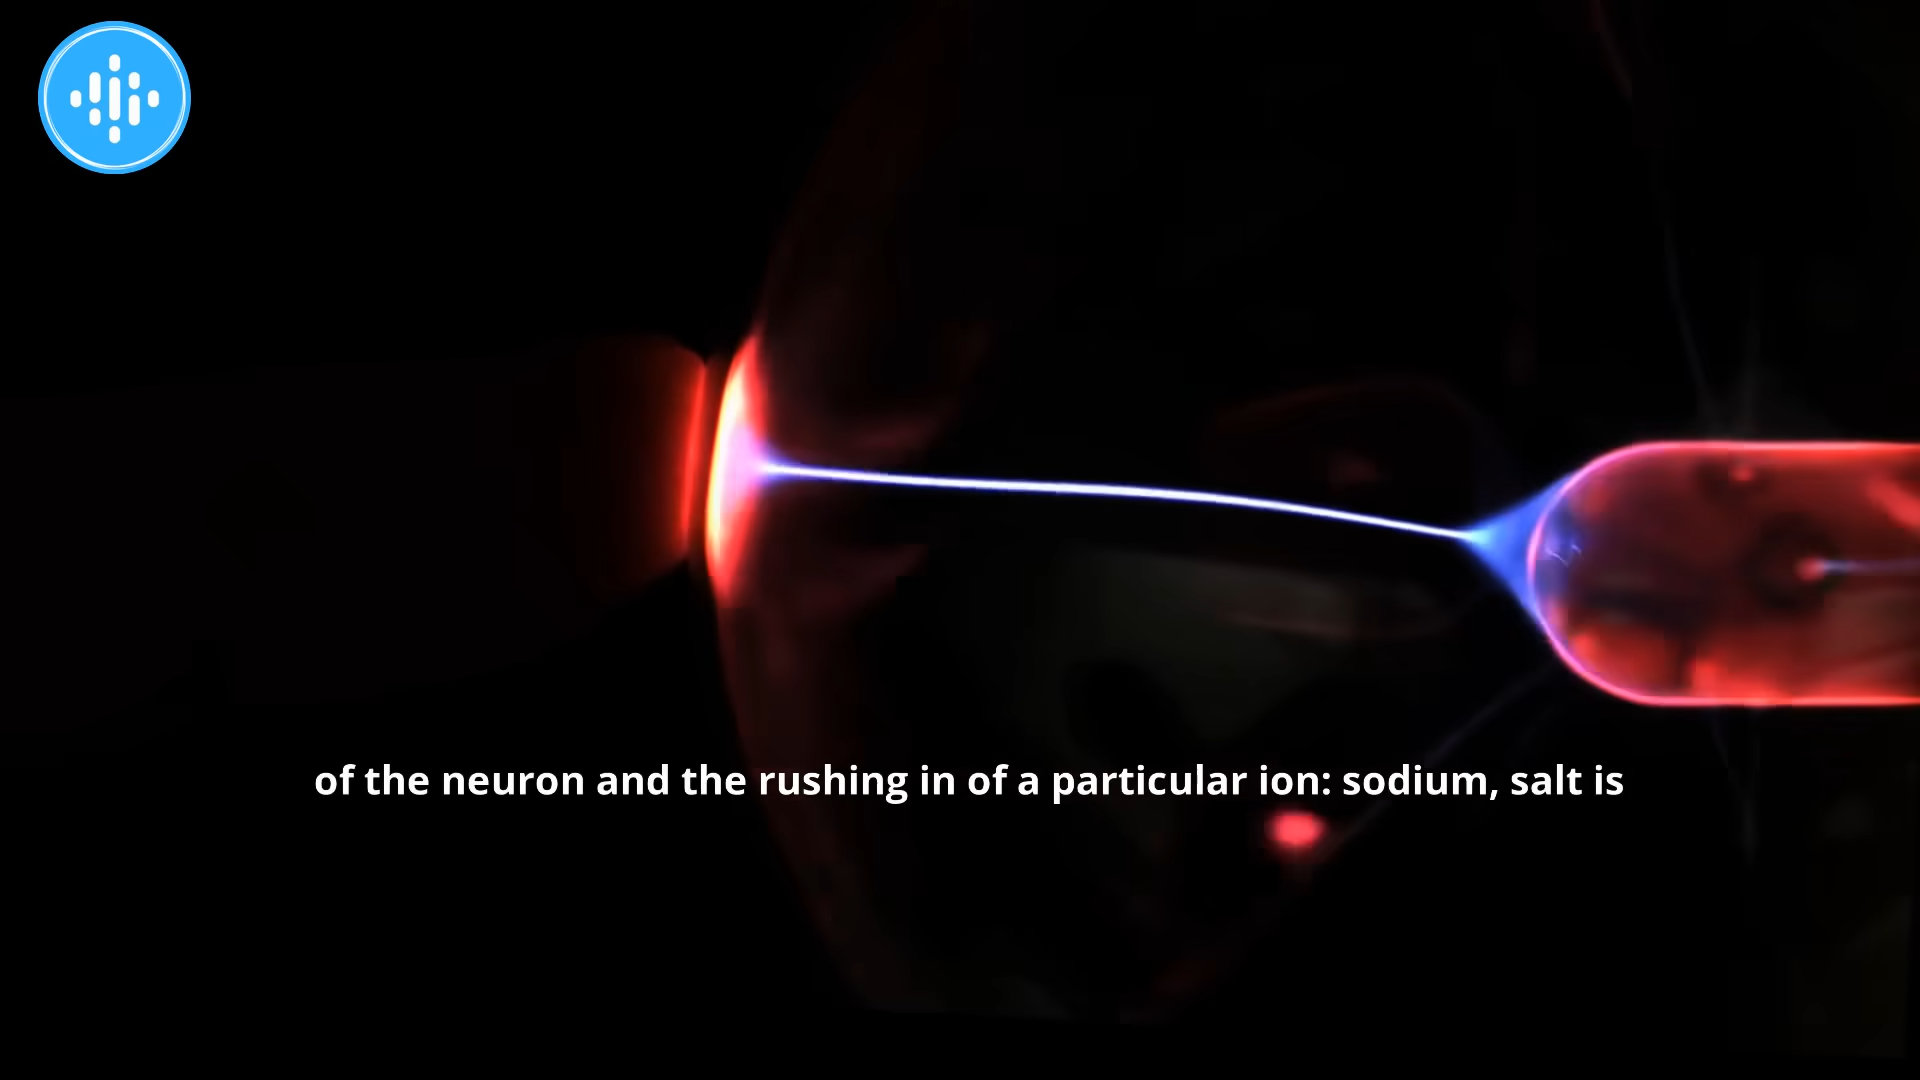 of the neuron and the rushing in of a particular ion: sodium, salt is